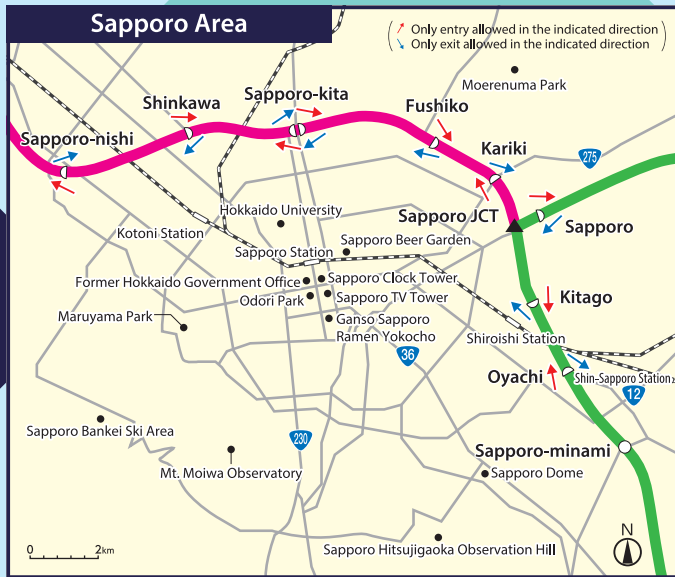 Sapporo Area
Only entry allowed in the indicated direction
Only exit allowed in the indicated direction
Moerenuma Park
Sapporo-kita
Shinkawa
Fushiko
Sapporo-nishi
Kariki
275
Hokkaido University
Sapporo JCT
Sapporo
Kotoni Station
Sapporo Station
Sapporo Beer Garden
Former Hokkaido Government Office
Sapporo Clock Tower
Odori Park
Sapporo TV Tower
Kitago
Maruyama Park
Ganso Sapporo
Ramen Yokocho
Shiroishi Station
36
Oyachi
Shin-Sapporo Station
12
Sapporo Bankei Ski Area
230
Sapporo-minami
Mt. Moiwa Observatory
Sapporo Dome
N
0 2km
Sapporo Hitsujigaoka Observation Hill